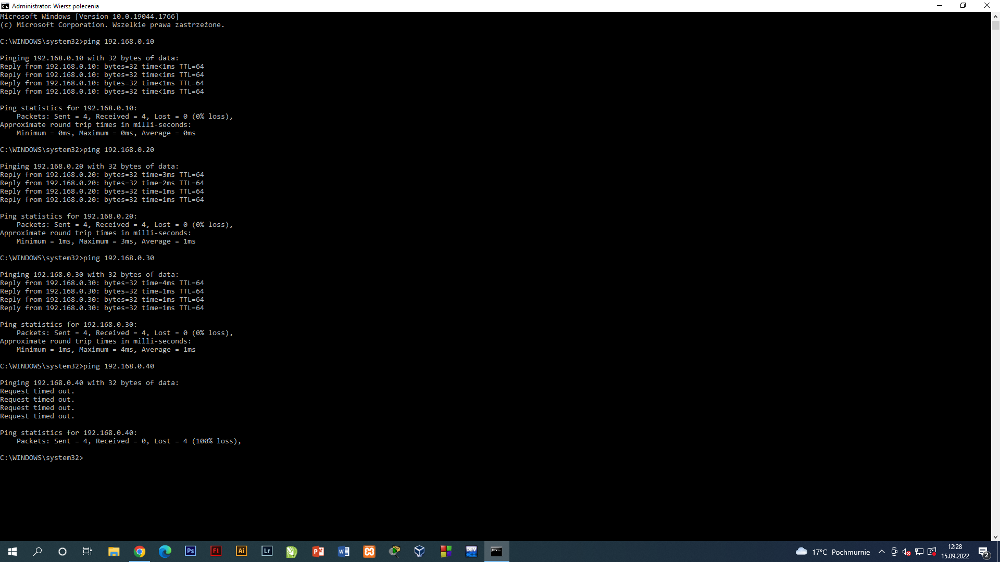 Administrator: Wiersz polecenia
Microsoft Windows [Version 10.0.19044.1766]
(c) Microsoft Corporation. Wszelkie prawa zastrzeżone.
C:\WINDOWS\system32>ping 192.168.0.10
Pinging 192.168.0.10 with 32 bytes of data:
Reply from 192.168.0.10: bytes=32 time<1ms TTL=64
Reply from 192.168.0.10: bytes=32 time<1ms TTL=64
Reply from 192.168.0.10: bytes=32 time<1ms TTL=64
Reply from 192.168.0.10: bytes=32 time<1ms TTL=64
Ping statistics for 192.168.0.10:
    Packets: Sent = 4, Received = 4, Lost = 0 (0% loss),
Approximate round trip times in milli-seconds:
    Minimum = 0ms, Maximum = 0ms, Average = 0ms
C:\WINDOWS\system32>ping 192.168.0.20
Pinging 192.168.0.20 with 32 bytes of data:
Reply from 192.168.0.20: bytes=32 time=3ms TTL=64
Reply from 192.168.0.20: bytes=32 time=2ms TTL=64
Reply from 192.168.0.20: bytes=32 time=1ms TTL=64
Reply from 192.168.0.20: bytes=32 time=1ms TTL=64
Ping statistics for 192.168.0.20:
    Packets: Sent = 4, Received = 4, Lost = 0 (0% loss),
Approximate round trip times in milli-seconds:
    Minimum = 1ms, Maximum = 3ms, Average = 1ms
C:\WINDOWS\system32>ping 192.168.0.30
Pinging 192.168.0.30 with 32 bytes of data:
Reply from 192.168.0.30: bytes=32 time=4ms TTL=64
Reply from 192.168.0.30: bytes=32 time=1ms TTL=64
Reply from 192.168.0.30: bytes=32 time=1ms TTL=64
Reply from 192.168.0.30: bytes=32 time=1ms TTL=64
Ping statistics for 192.168.0.30:
    Packets: Sent = 4, Received = 4, Lost = 0 (0% loss),
Approximate round trip times in milli-seconds:
    Minimum = 1ms, Maximum = 4ms, Average = 1ms
C:\WINDOWS\system32>ping 192.168.0.40
Pinging 192.168.0.40 with 32 bytes of data:
Request timed out.
Request timed out.
Request timed out.
Request timed out.
Ping statistics for 192.168.0.40:
    Packets: Sent = 4, Received = 0, Lost = 4 (100% loss),
C:\WINDOWS\system32>
Ps Fl Ai Lr DEV 17°C Pochmurnie 12:28
15.09.2022 2